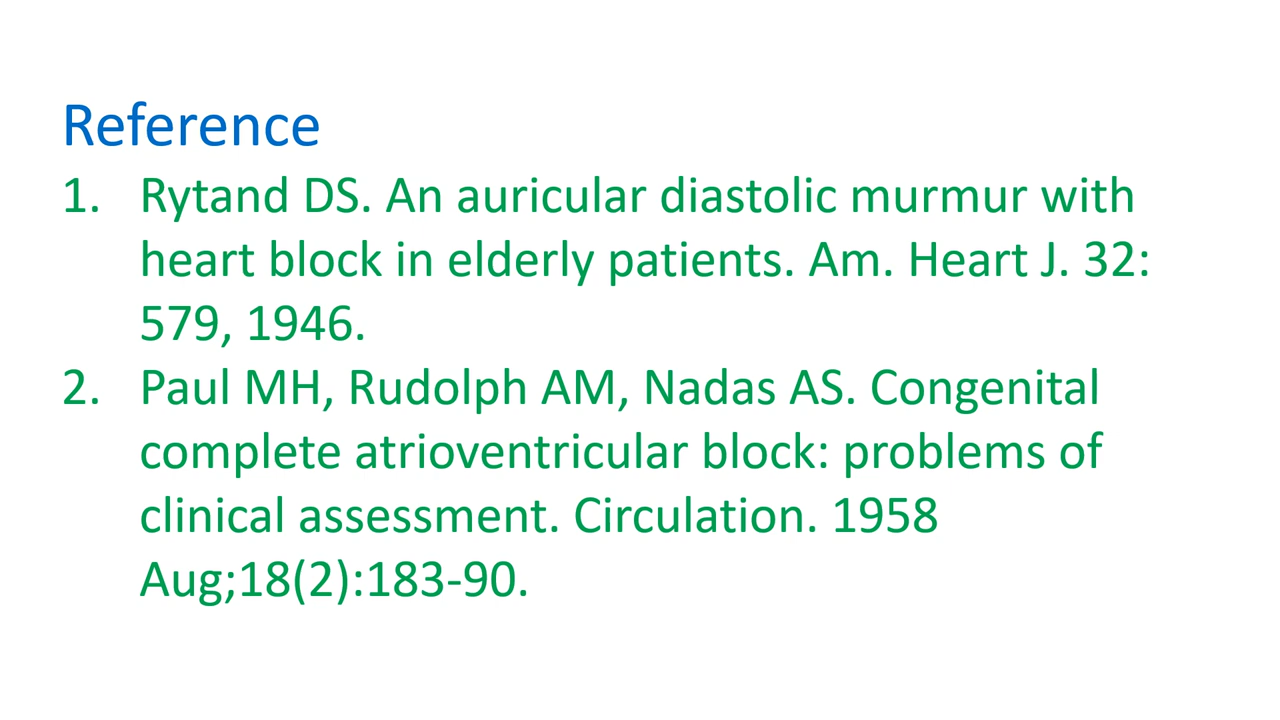 Reference
1. Rytand DS. An auricular diastolic murmur with
heart block in elderly patients. Am. Heart J. 32:
579, 1946.
2. Paul MH, Rudolph AM, Nadas AS. Congenital
complete atrioventricular block: problems of
clinical assessment. Circulation. 1958
Aug;18(2):183-90.